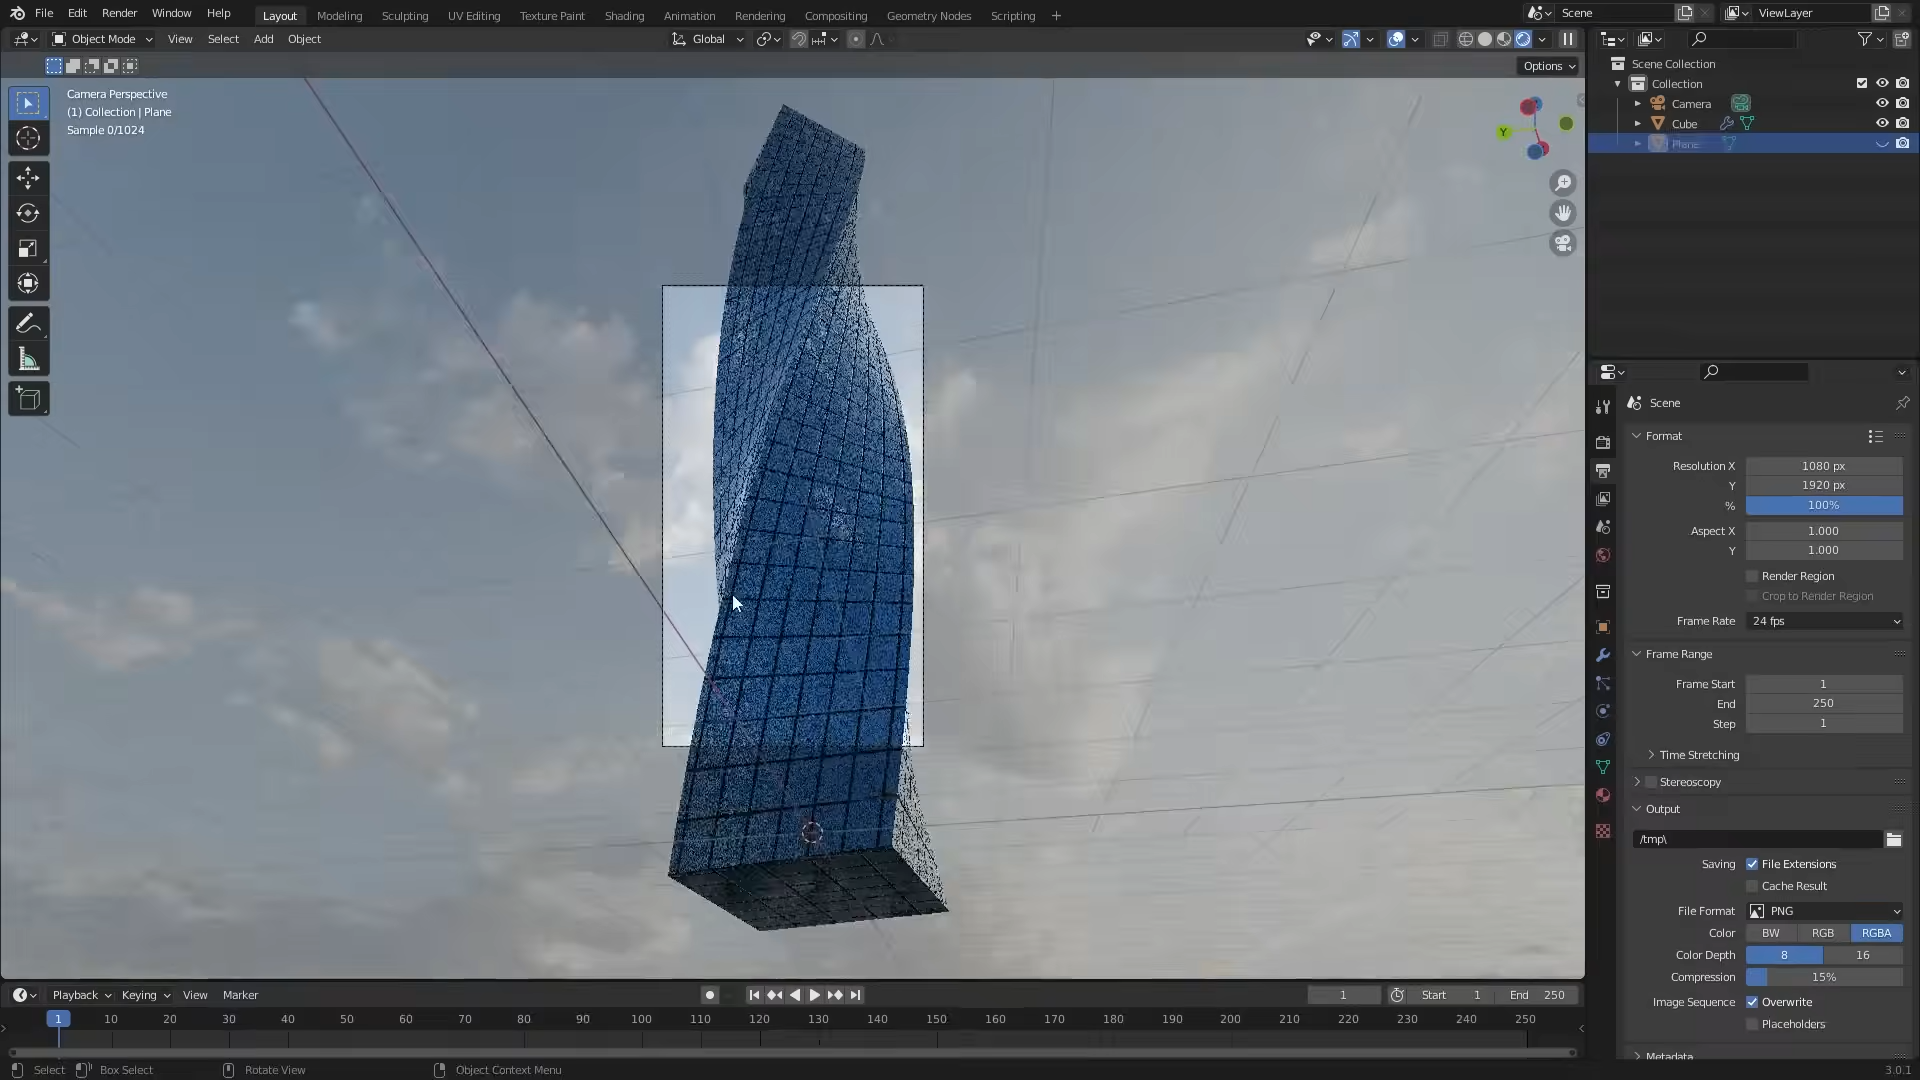 File Edit Render Window Help
Layout Modeling Sculpting UV Editing Texture Paint Shading Animation Rendering Compositing Geometry Nodes Scripting +
Scene
ViewLayer
Object Mode View Select Add Object
Global
Options
Camera Perspective
(1) Collection | Plane
Sample 0/1024
Y
Scene Collection
Collection
Camera
Cube
Plane
Scene
Format
Resolution X 1080 px
Y 1920 px
% 100%
Aspect X 1.000
Y 1.000
Render Region
Crop to Render Region
Frame Rate 24 fps
Frame Range
Frame Start 1
End 250
Step 1
Time Stretching
Stereoscopy
Output
/tmp\
Saving File Extensions
Cache Result
File Format PNG
Color BW RGB RGBA
Color Depth 8 16
Compression 15%
Image Sequence Overwrite
Placeholders
Metadata
Playback Keying View Marker
1 Start 1 End 250
1 10 20 30 40 50 60 70 80 90 100 110 120 130 140 150 160 170 180 190 200 210 220 230 240 250
Select Box Select Rotate View Object Context Menu
3.0.1